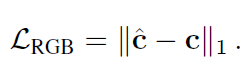 ℒ_RGB = ‖ĉ − c‖₁ .